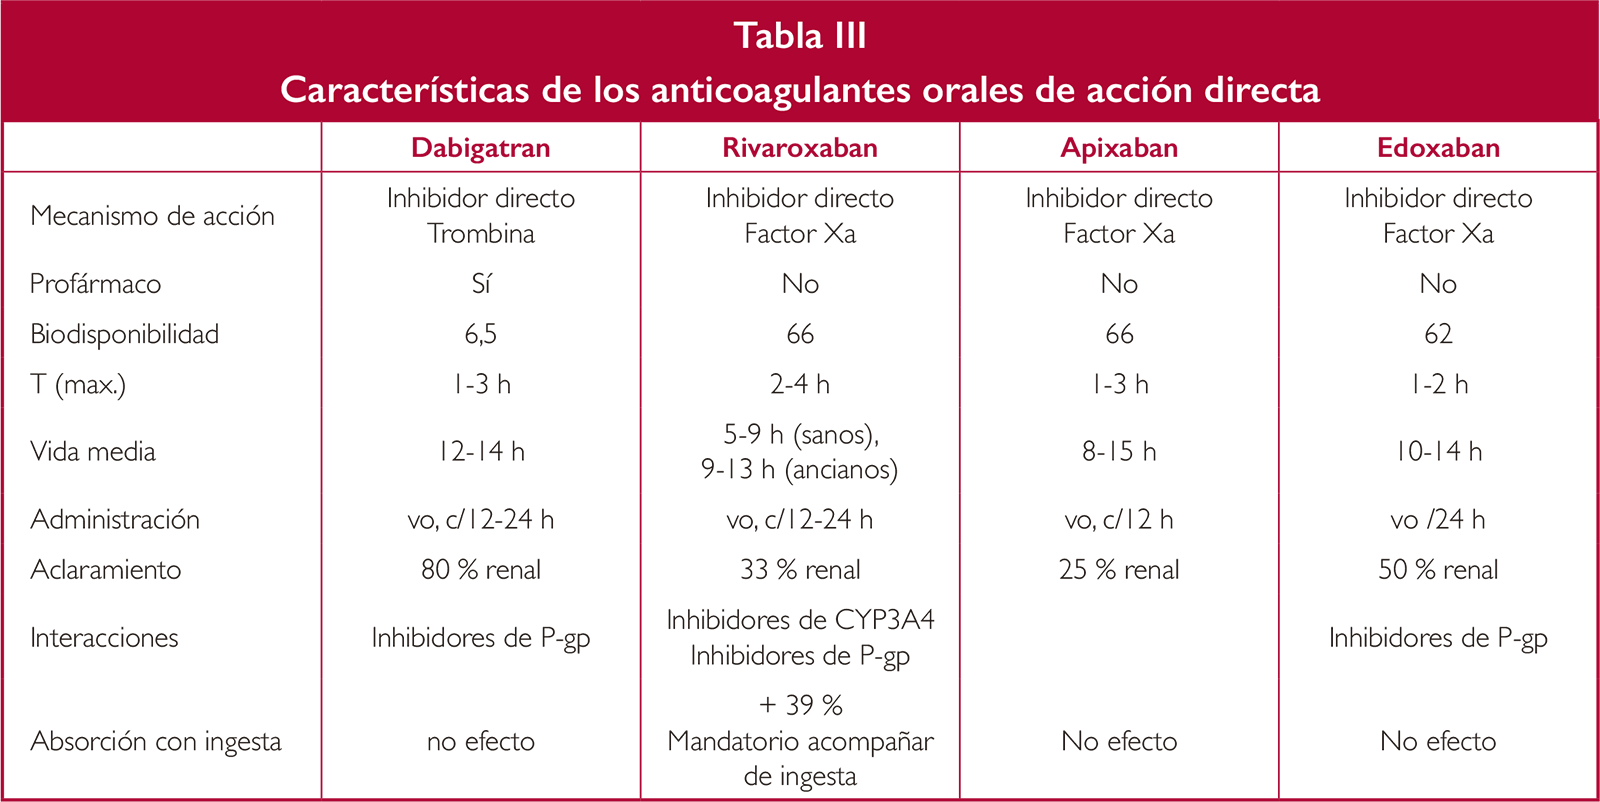 Tabla III
Características de los anticoagulantes orales de acción directa
Dabigatran Rivaroxaban Apixaban Edoxaban
Mecanismo de acción Inhibidor directo Trombina Inhibidor directo Factor Xa Inhibidor directo Factor Xa Inhibidor directo Factor Xa
Profármaco Sí No No No
Biodisponibilidad 6,5 66 66 62
T (max.) 1-3 h 2-4 h 1-3 h 1-2 h
Vida media 12-14 h 5-9 h (sanos), 9-13 h (ancianos) 8-15 h 10-14 h
Administración vo, c/12-24 h vo, c/12-24 h vo, c/12 h vo /24 h
Aclaramiento 80 % renal 33 % renal 25 % renal 50 % renal
Interacciones Inhibidores de P-gp Inhibidores de CYP3A4 Inhibidores de P-gp Inhibidores de P-gp
Absorción con ingesta no efecto + 39 % Mandatorio acompañar de ingesta No efecto No efecto